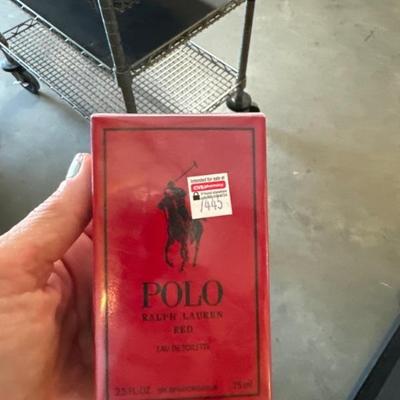 intended for sale at
CVS pharmacy
7445
POLO
RALPH LAUREN
RED
EAU DE TOILETTE
2.5 FL.OZ
75 ml